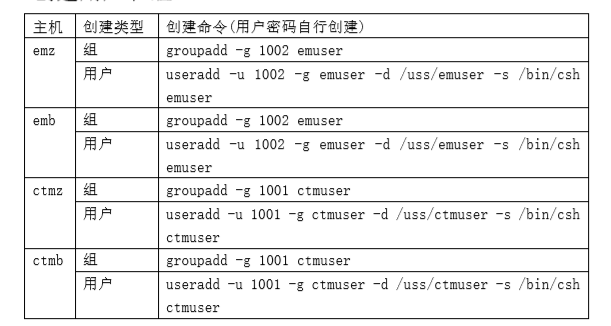 主机 创建类型 创建命令(用户密码自行创建)
emz 组 groupadd -g 1002 emuser
用户 useradd -u 1002 -g emuser -d /uss/emuser -s /bin/csh
emuser
emb 组 groupadd -g 1002 emuser
用户 useradd -u 1002 -g emuser -d /uss/emuser -s /bin/csh
emuser
ctmz 组 groupadd -g 1001 ctmuser
用户 useradd -u 1001 -g ctmuser -d /uss/ctmuser -s /bin/csh
ctmuser
ctmb 组 groupadd -g 1001 ctmuser
用户 useradd -u 1001 -g ctmuser -d /uss/ctmuser -s /bin/csh
ctmuser